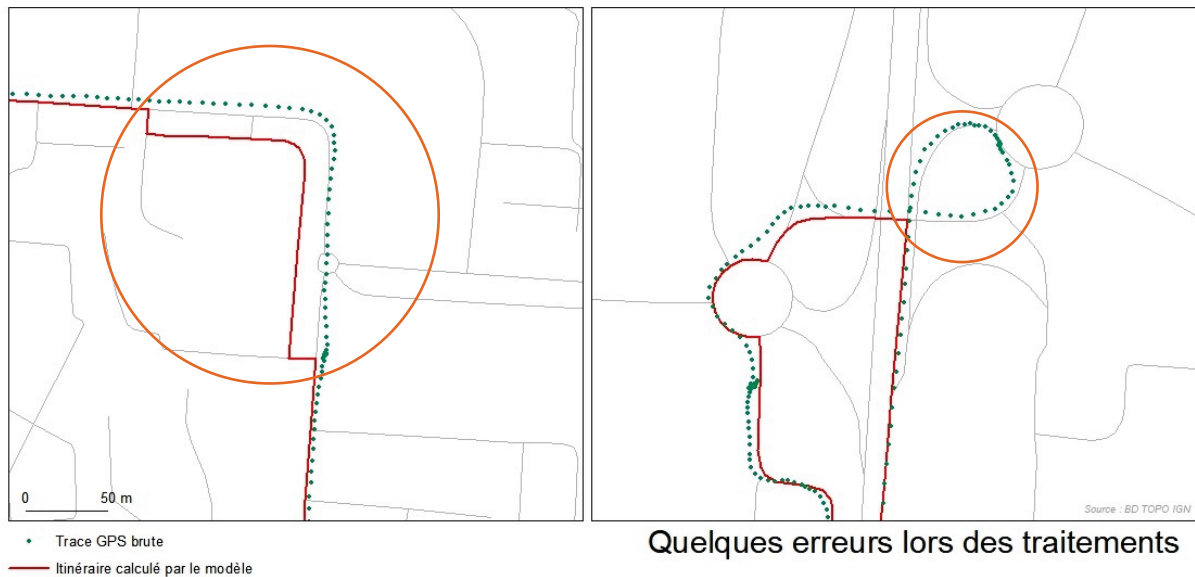 0 50 m
Source : BD TOPO IGN
Trace GPS brute
Itinéraire calculé par le modèle
Quelques erreurs lors des traitements